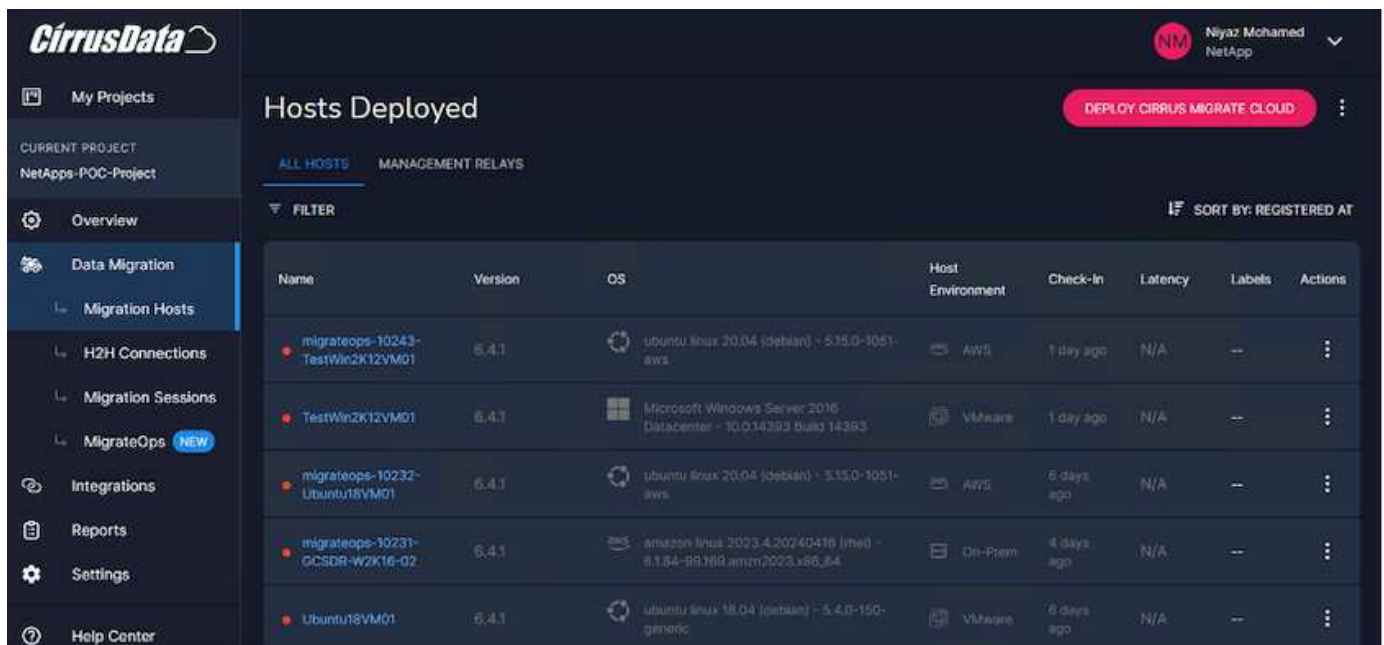 CirrusData
NM
Niyaz Mohamed
NetApp
My Projects
CURRENT PROJECT
NetApps-POC-Project
Overview
Data Migration
Migration Hosts
H2H Connections
Migration Sessions
MigrateOps NEW
Integrations
Reports
Settings
Help Center
Hosts Deployed
DEPLOY CIRRUS MIGRATE CLOUD
ALL HOSTS MANAGEMENT RELAYS
FILTER
SORT BY: REGISTERED AT
Name Version OS Host Environment Check-In Latency Labels Actions
migrateops-10243-
TestWin2K12VM01
6.4.1
ubuntu linux 20.04 (debian) - 5.15.0-1051-
aws
AWS
1 day ago
N/A
--
TestWin2K12VM01
6.4.1
Microsoft Windows Server 2016
Datacenter - 10.0.14393 Build 14393
VMware
1 day ago
N/A
--
migrateops-10232-
Ubuntu18VM01
6.4.1
ubuntu linux 20.04 (debian) - 5.15.0-1051-
aws
AWS
6 days
ago
N/A
--
migrateops-10231-
GCSDR-W2K16-02
6.4.1
aws
amazon linux 2023.4.20240416 (rhel) -
6.1.84-99.169.amzn2023.x86_64
On-Prem
4 days
ago
N/A
--
Ubuntu18VM01
6.4.1
ubuntu linux 18.04 (debian) - 5.4.0-150-
generic
VMware
6 days
ago
N/A
--